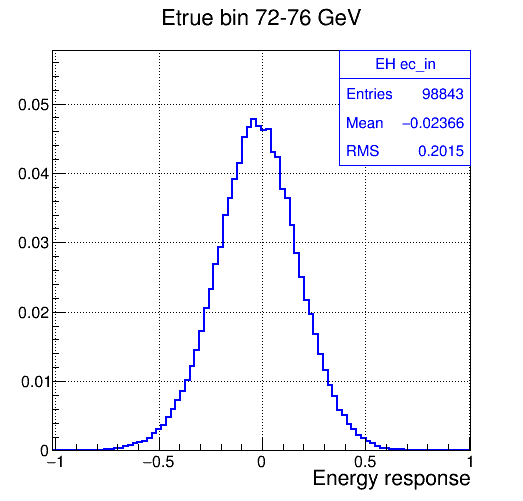 Etrue bin 72-76 GeV
EH ec_in
Entries 98843
Mean −0.02366
RMS 0.2015
0.05
0.04
0.03
0.02
0.01
0
−1 −0.5 0 0.5 1
Energy response